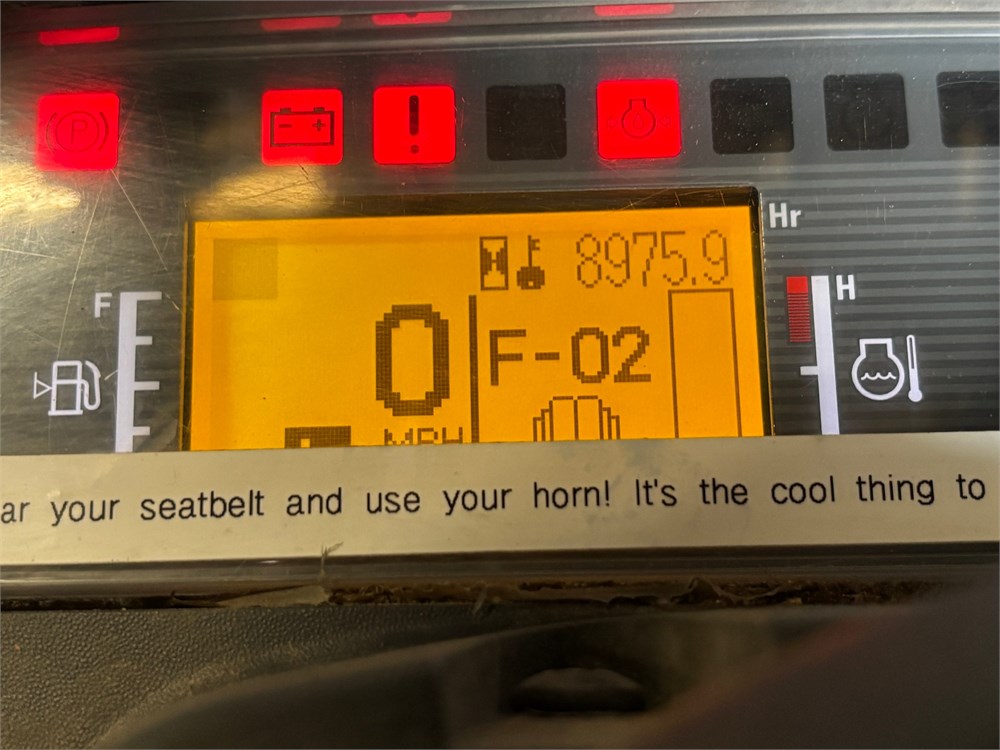 P
- +
!
Hr
8975.9
F
H
0
F-02
MPH
ar your seatbelt and use your horn! It's the cool thing to